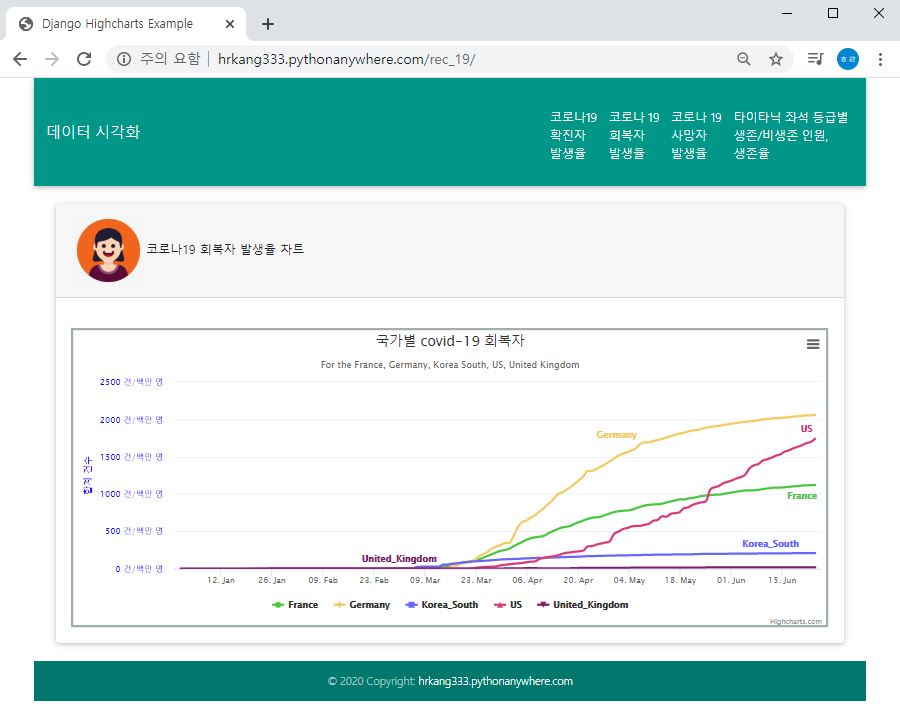 Django Highcharts Example
주의 요함 hrkang333.pythonanywhere.com/rec_19/
데이터 시각화
코로나19
확진자
발생율
코로나 19
회복자
발생율
코로나 19
사망자
발생율
타이타닉 좌석 등급별
생존/비생존 인원,
생존율
코로나19 회복자 발생율 차트
국가별 covid-19 회복자
For the France, Germany, Korea South, US, United Kingdom
합계 건수
2500 건/백만 명
2000 건/백만 명
1500 건/백만 명
1000 건/백만 명
500 건/백만 명
0 건/백만 명
Germany
US
France
Korea_South
United_Kingdom
12. Jan 26. Jan 09. Feb 23. Feb 09. Mar 23. Mar 06. Apr 20. Apr 04. May 18. May 01. Jun 15. Jun
France Germany Korea_South US United_Kingdom
Highcharts.com
© 2020 Copyright: hrkang333.pythonanywhere.com